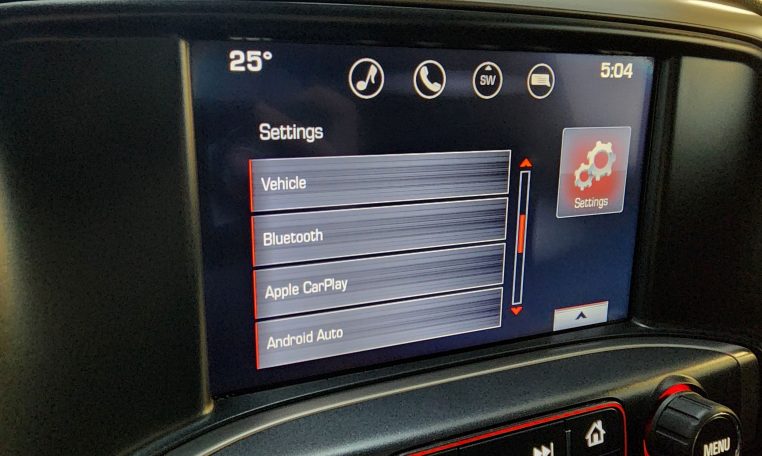 25° SW 5:04
Settings
Vehicle
Bluetooth
Apple CarPlay
Android Auto
Settings
MENU